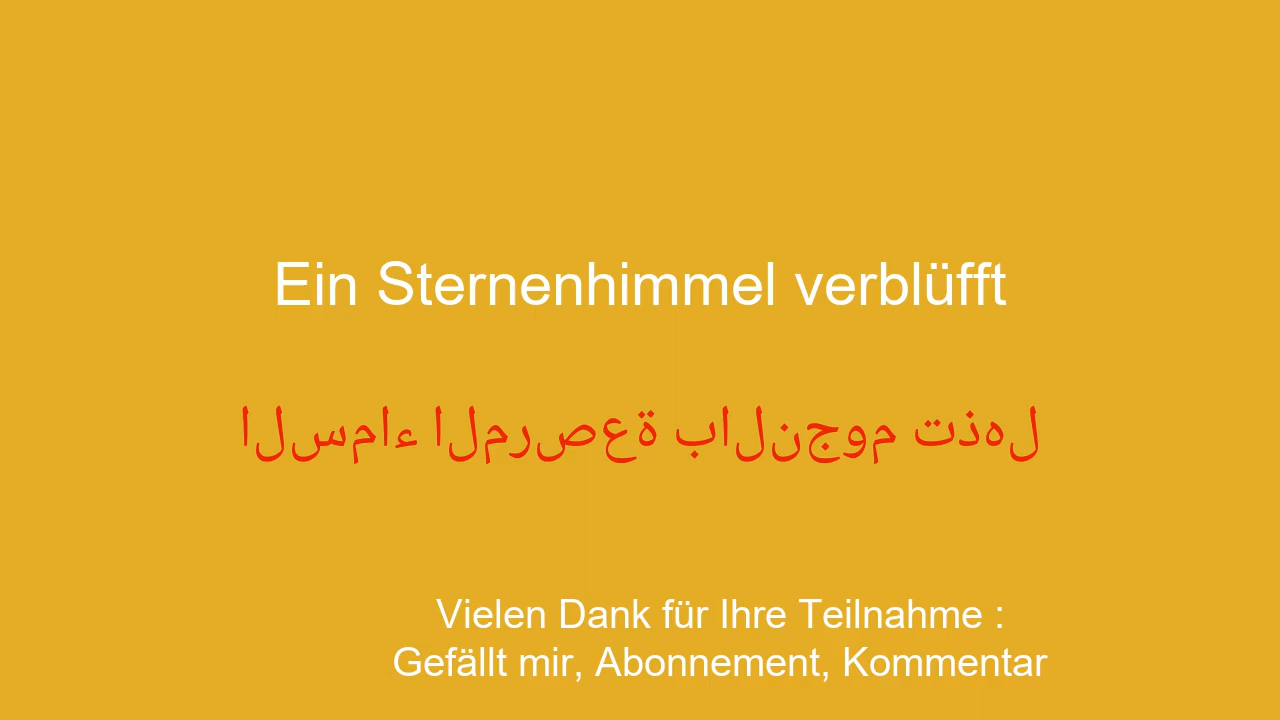 Ein Sternenhimmel verblüfft
السماء المرصعة بالنجوم تذهل
Vielen Dank für Ihre Teilnahme :
Gefällt mir, Abonnement, Kommentar